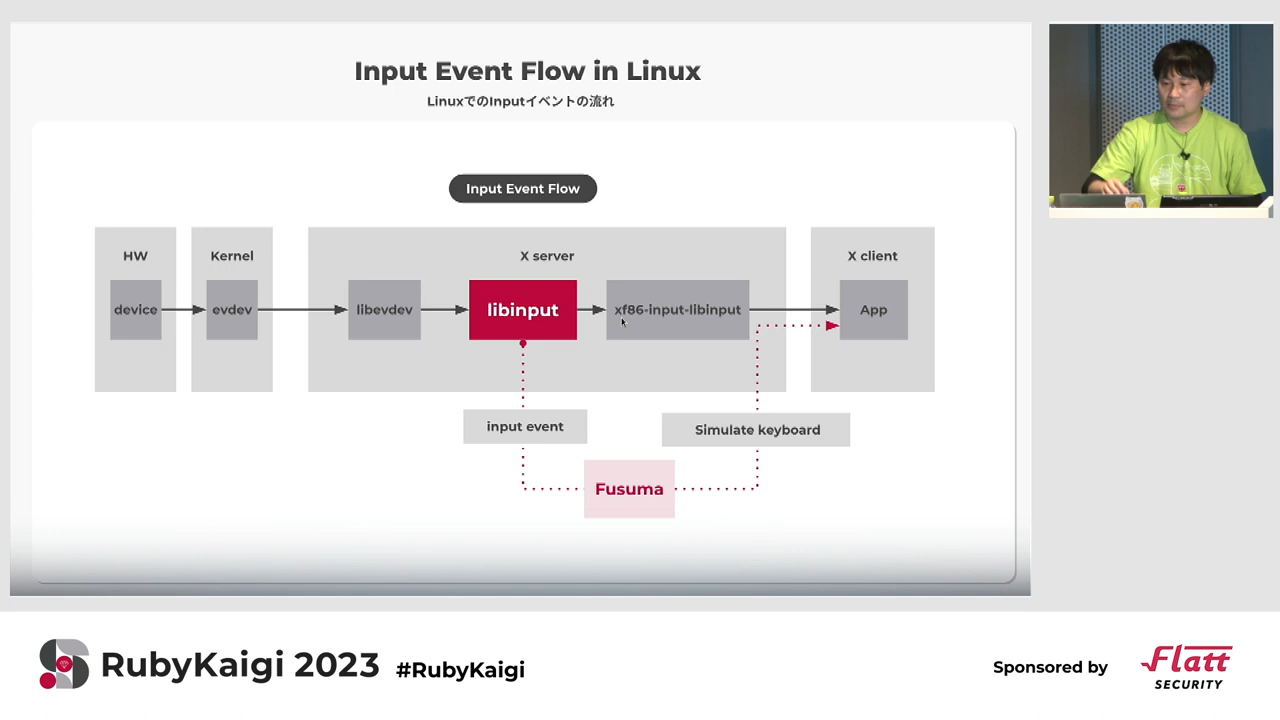 Input Event Flow in Linux
LinuxでのInputイベントの流れ
Input Event Flow
HW
Kernel
X server
X client
device
evdev
libevdev
libinput
xf86-input-libinput
App
input event
Simulate keyboard
Fusuma
RubyKaigi 2023 #RubyKaigi
Sponsored by
Flatt
SECURITY